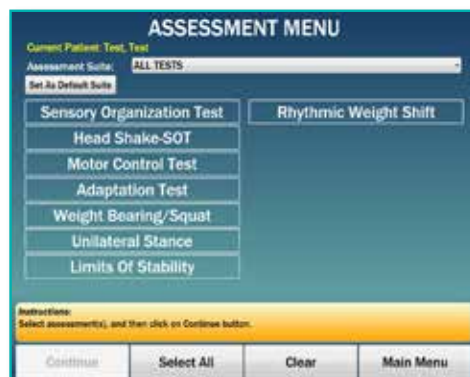 ASSESSMENT MENU
Current Patient: Test, Test
Assessment Suite: ALL TESTS
Set As Default Suite
Sensory Organization Test
Rhythmic Weight Shift
Head Shake-SOT
Motor Control Test
Adaptation Test
Weight Bearing/Squat
Unilateral Stance
Limits Of Stability
Instructions:
Select assessment(s), and then click on Continue button.
Continue Select All Clear Main Menu